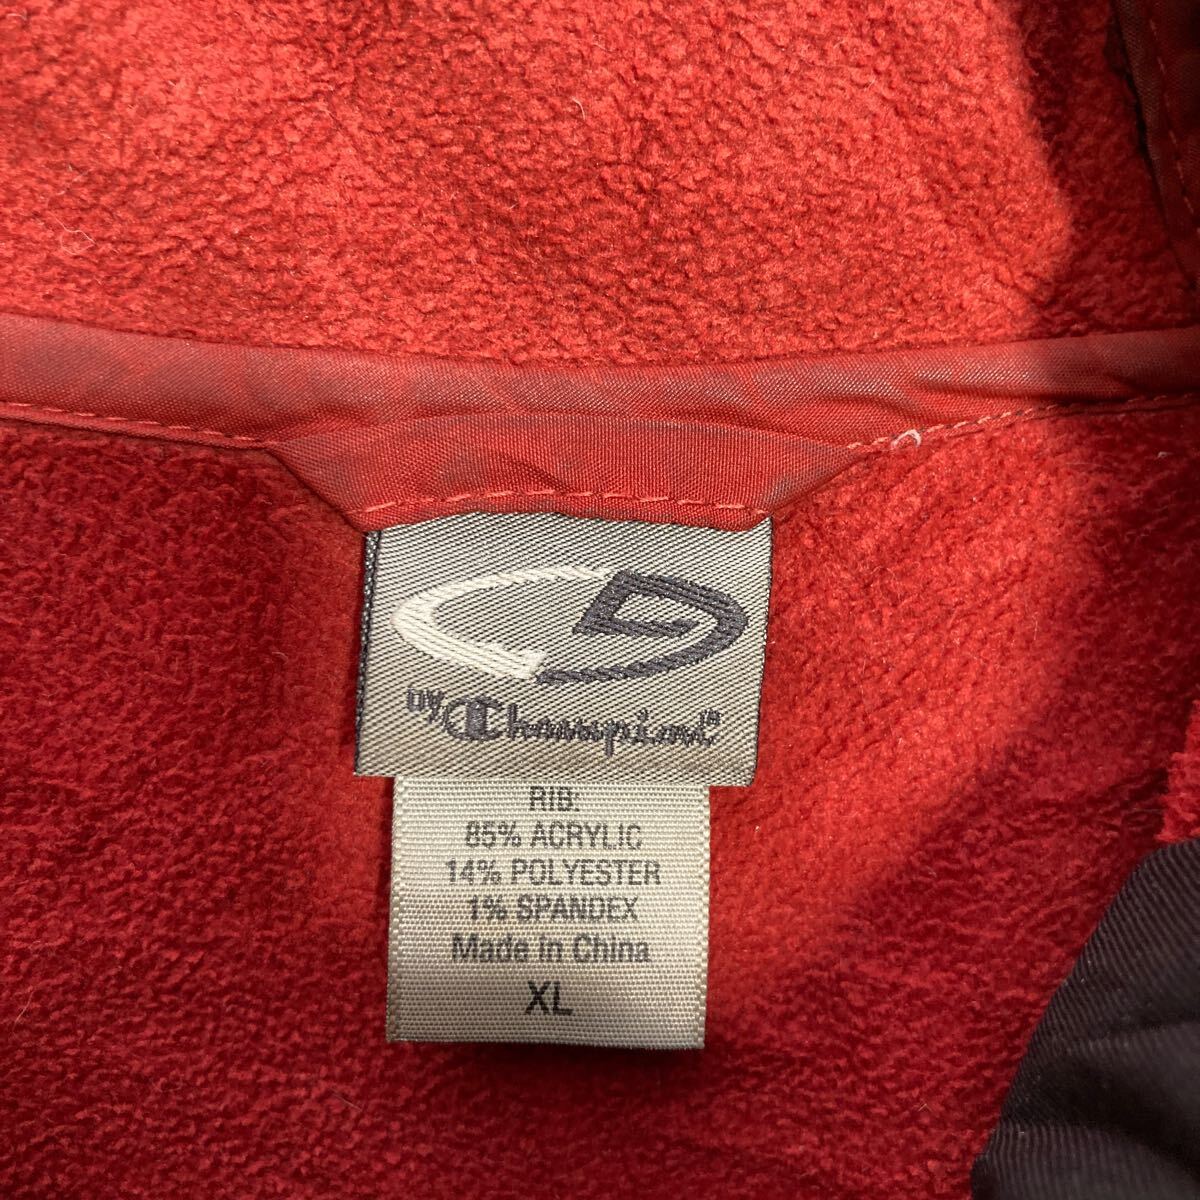 by Champion®
RIB:
85% ACRYLIC
14% POLYESTER
1% SPANDEX
Made in China
XL